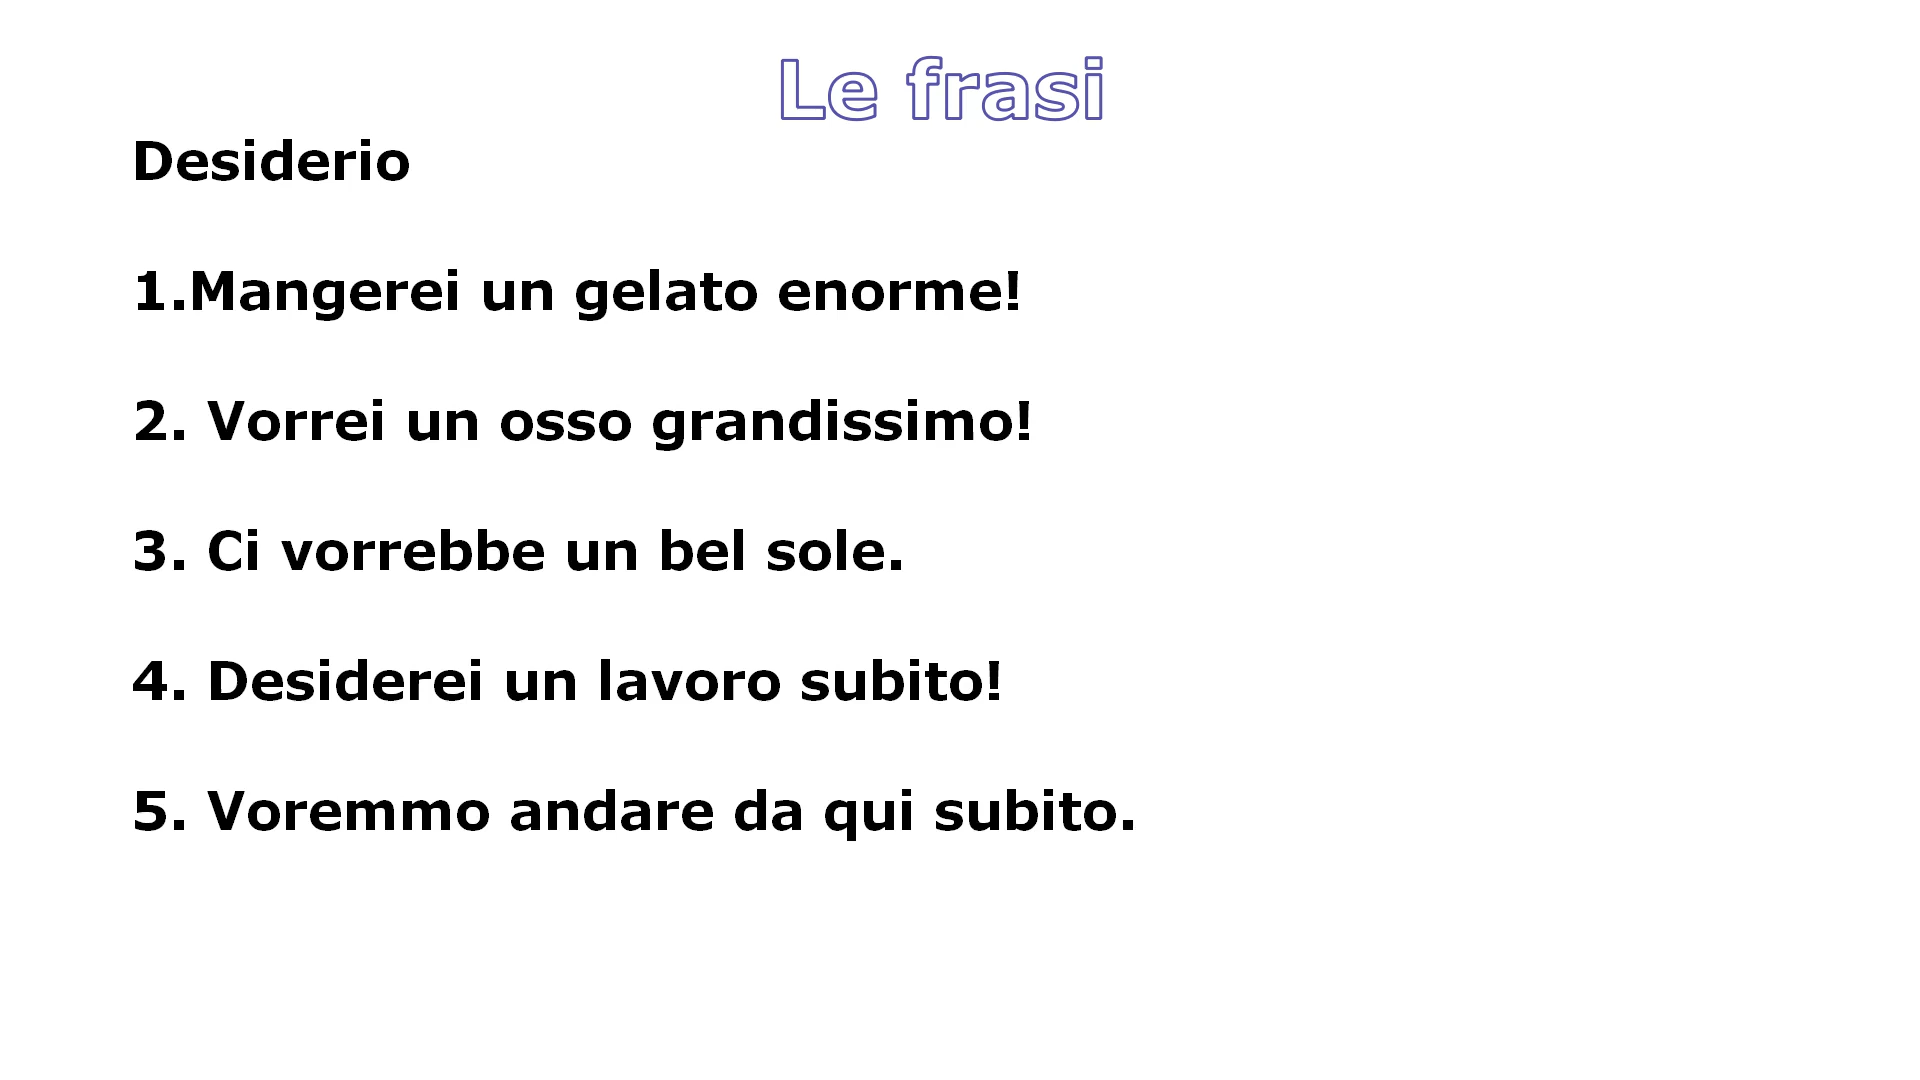 Le frasi
Desiderio
1.Mangerei un gelato enorme!
2. Vorrei un osso grandissimo!
3. Ci vorrebbe un bel sole.
4. Desiderei un lavoro subito!
5. Voremmo andare da qui subito.